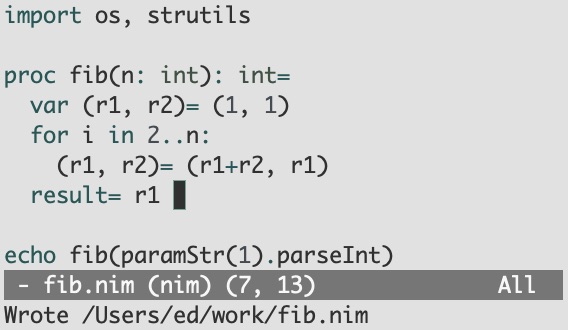 import os, strutils

proc fib(n: int): int=
  var (r1, r2)= (1, 1)
  for i in 2..n:
    (r1, r2)= (r1+r2, r1)
  result= r1

echo fib(paramStr(1).parseInt)
- fib.nim (nim) (7, 13) All
Wrote /Users/ed/work/fib.nim